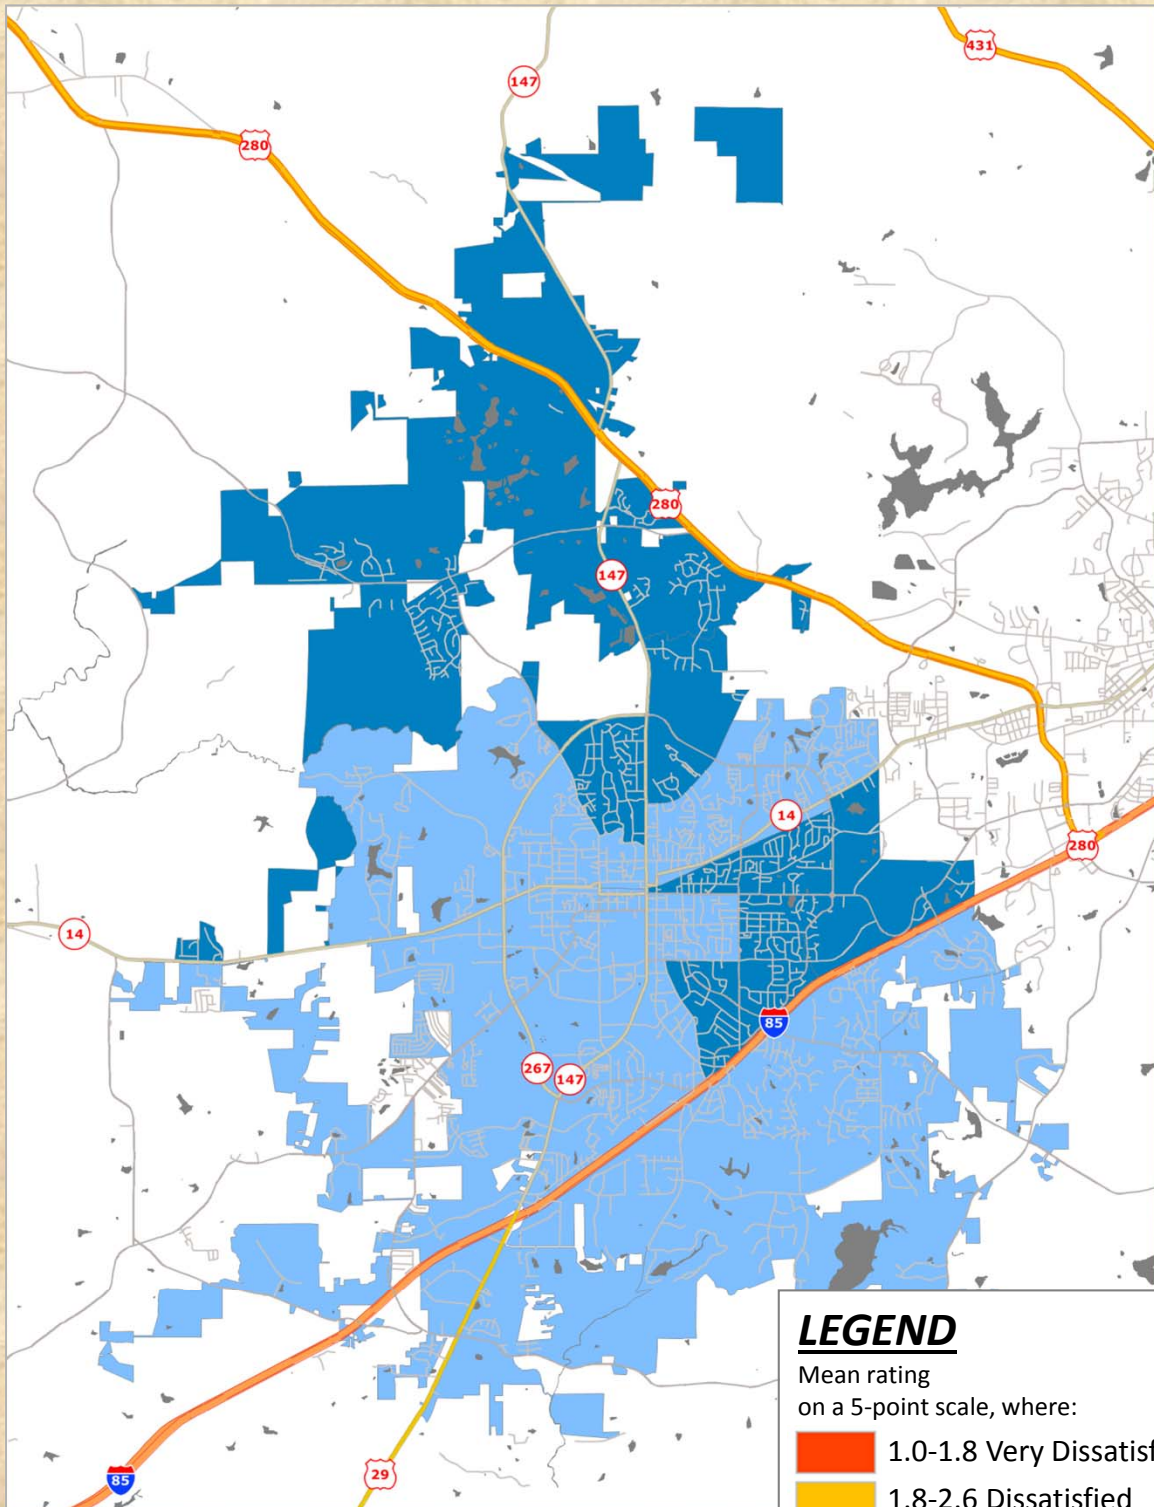 431
147
280
280
147
14
14
85
267
147
280
29
85
LEGEND
Mean rating
on a 5-point scale, where:
1.0-1.8 Very Dissatisf
1.8-2.6 Dissatisfied